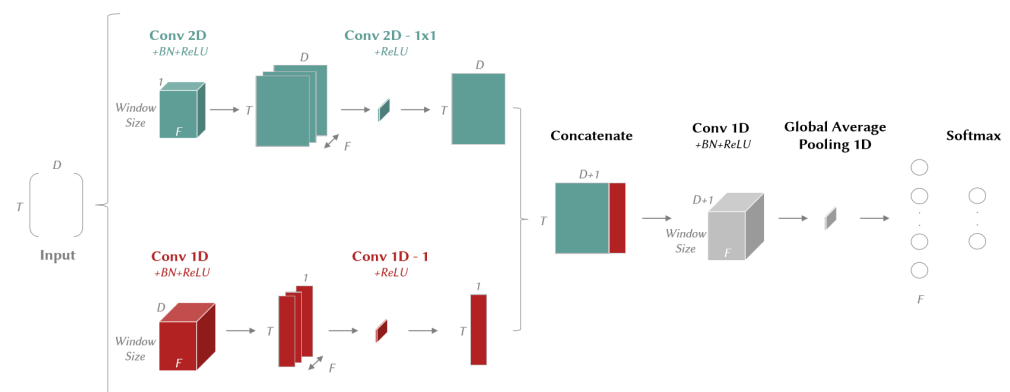 Conv 2D
+BN+ReLU
1
Window
Size
F
D
T
F
Conv 2D - 1x1
+ReLU
D
T
D
T
Input
Conv 1D
+BN+ReLU
D
Window
Size
F
1
T
F
Conv 1D - 1
+ReLU
1
T
Concatenate
D+1
T
Conv 1D
+BN+ReLU
D+1
Window
Size
F
Global Average
Pooling 1D
F
Softmax